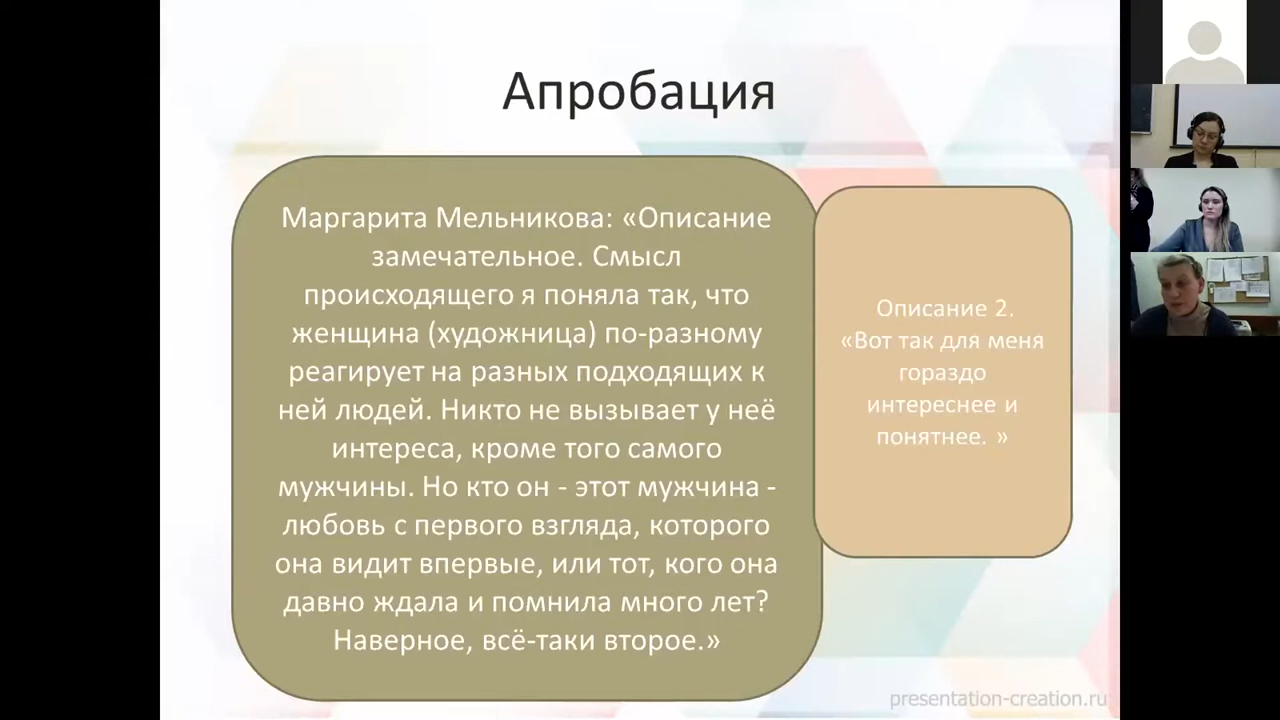 Апробация
Маргарита Мельникова: «Описание
замечательное. Смысл
происходящего я поняла так, что
женщина (художница) по-разному
реагирует на разных подходящих к
ней людей. Никто не вызывает у неё
интереса, кроме того самого
мужчины. Но кто он - этот мужчина -
любовь с первого взгляда, которого
она видит впервые, или тот, кого она
давно ждала и помнила много лет?
Наверное, всё-таки второе.»
Описание 2.
«Вот так для меня
гораздо
интереснее и
понятнее. »
presentation-creation.ru